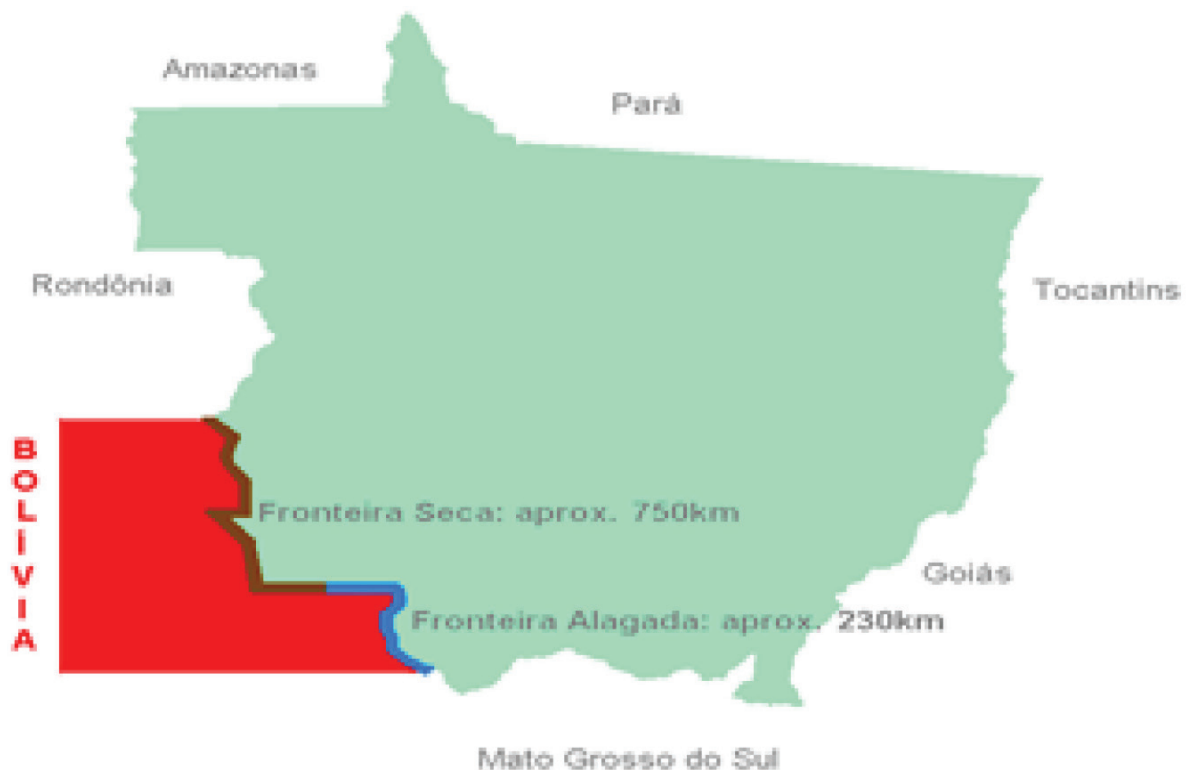 Amazonas
Pará
Rondônia
Tocantins
BOLÍVIA
Fronteira Seca: aprox. 750km
Goiás
Fronteira Alagada: aprox. 230km
Mato Grosso do Sul